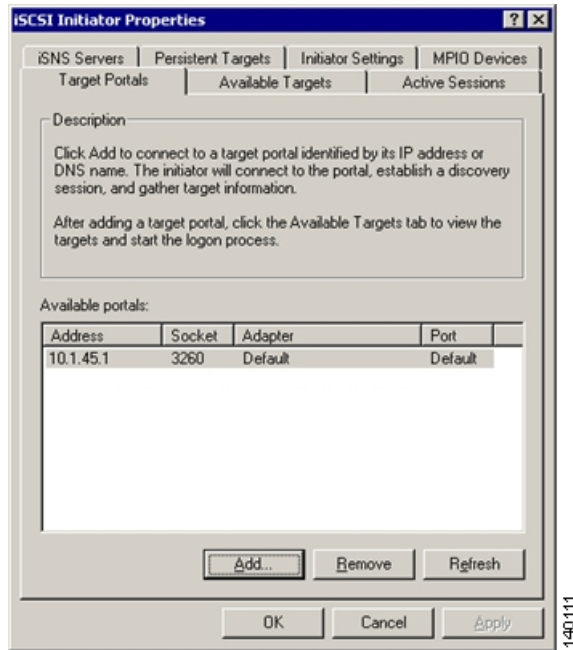 iSCSI Initiator Properties
iSNS Servers Persistent Targets Initiator Settings MPIO Devices
Target Portals Available Targets Active Sessions
Description
Click Add to connect to a target portal identified by its IP address or
DNS name. The initiator will connect to the portal, establish a discovery
session, and gather target information.
After adding a target portal, click the Available Targets tab to view the
targets and start the logon process.
Available portals:
Address Socket Adapter Port
10.1.45.1 3260 Default Default
Add... Remove Refresh
OK Cancel Apply
140111